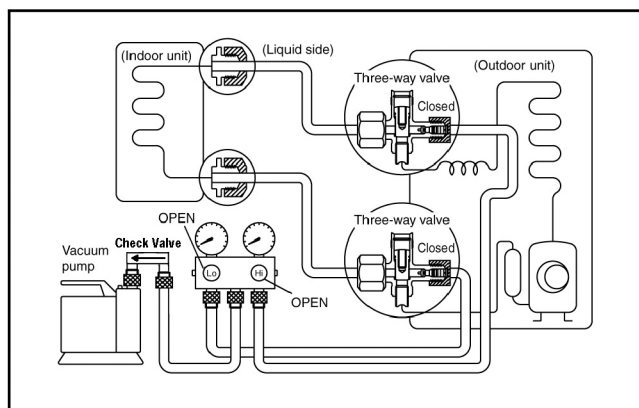 (Indoor unit)
(Liquid side)
Three-way valve
(Outdoor unit)
Closed
Three-way valve
OPEN
Closed
Vacuum
pump
Check Valve
Lo
Hi
OPEN